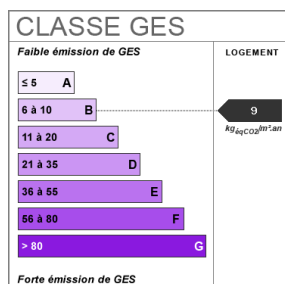 CLASSE GES
Faible émission de GES
LOGEMENT
≤ 5 A
6 à 10 B
9
kgéqCO2/m².an
11 à 20 C
21 à 35 D
36 à 55 E
56 à 80 F
> 80 G
Forte émission de GES